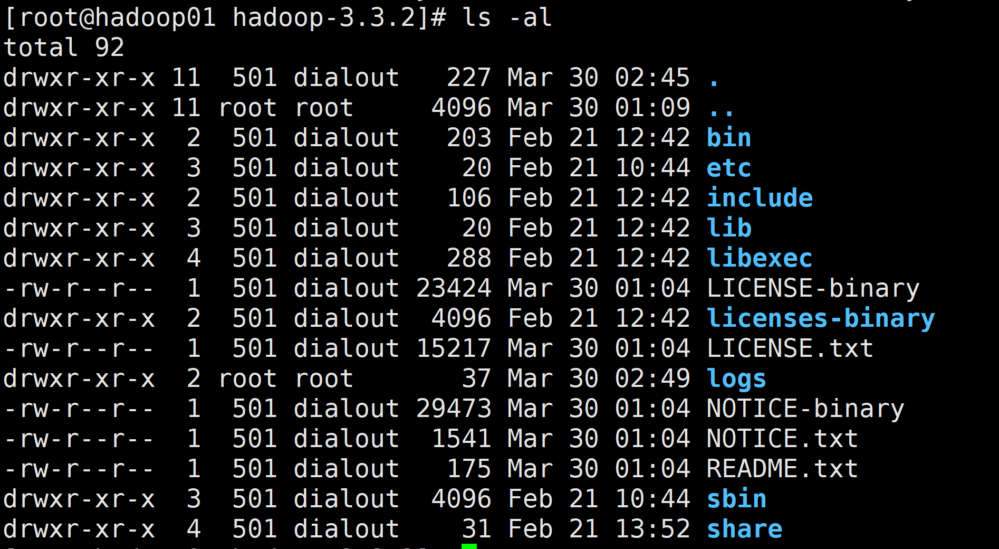 [root@hadoop01 hadoop-3.3.2]# ls -al
total 92
drwxr-xr-x 11  501 dialout   227 Mar 30 02:45 .
drwxr-xr-x 11 root root     4096 Mar 30 01:09 ..
drwxr-xr-x  2  501 dialout   203 Feb 21 12:42 bin
drwxr-xr-x  3  501 dialout    20 Feb 21 10:44 etc
drwxr-xr-x  2  501 dialout   106 Feb 21 12:42 include
drwxr-xr-x  3  501 dialout    20 Feb 21 12:42 lib
drwxr-xr-x  4  501 dialout   288 Feb 21 12:42 libexec
-rw-r--r--  1  501 dialout 23424 Mar 30 01:04 LICENSE-binary
drwxr-xr-x  2  501 dialout  4096 Feb 21 12:42 licenses-binary
-rw-r--r--  1  501 dialout 15217 Mar 30 01:04 LICENSE.txt
drwxr-xr-x  2 root root       37 Mar 30 02:49 logs
-rw-r--r--  1  501 dialout 29473 Mar 30 01:04 NOTICE-binary
-rw-r--r--  1  501 dialout  1541 Mar 30 01:04 NOTICE.txt
-rw-r--r--  1  501 dialout   175 Mar 30 01:04 README.txt
drwxr-xr-x  3  501 dialout  4096 Feb 21 10:44 sbin
drwxr-xr-x  4  501 dialout    31 Feb 21 13:52 share